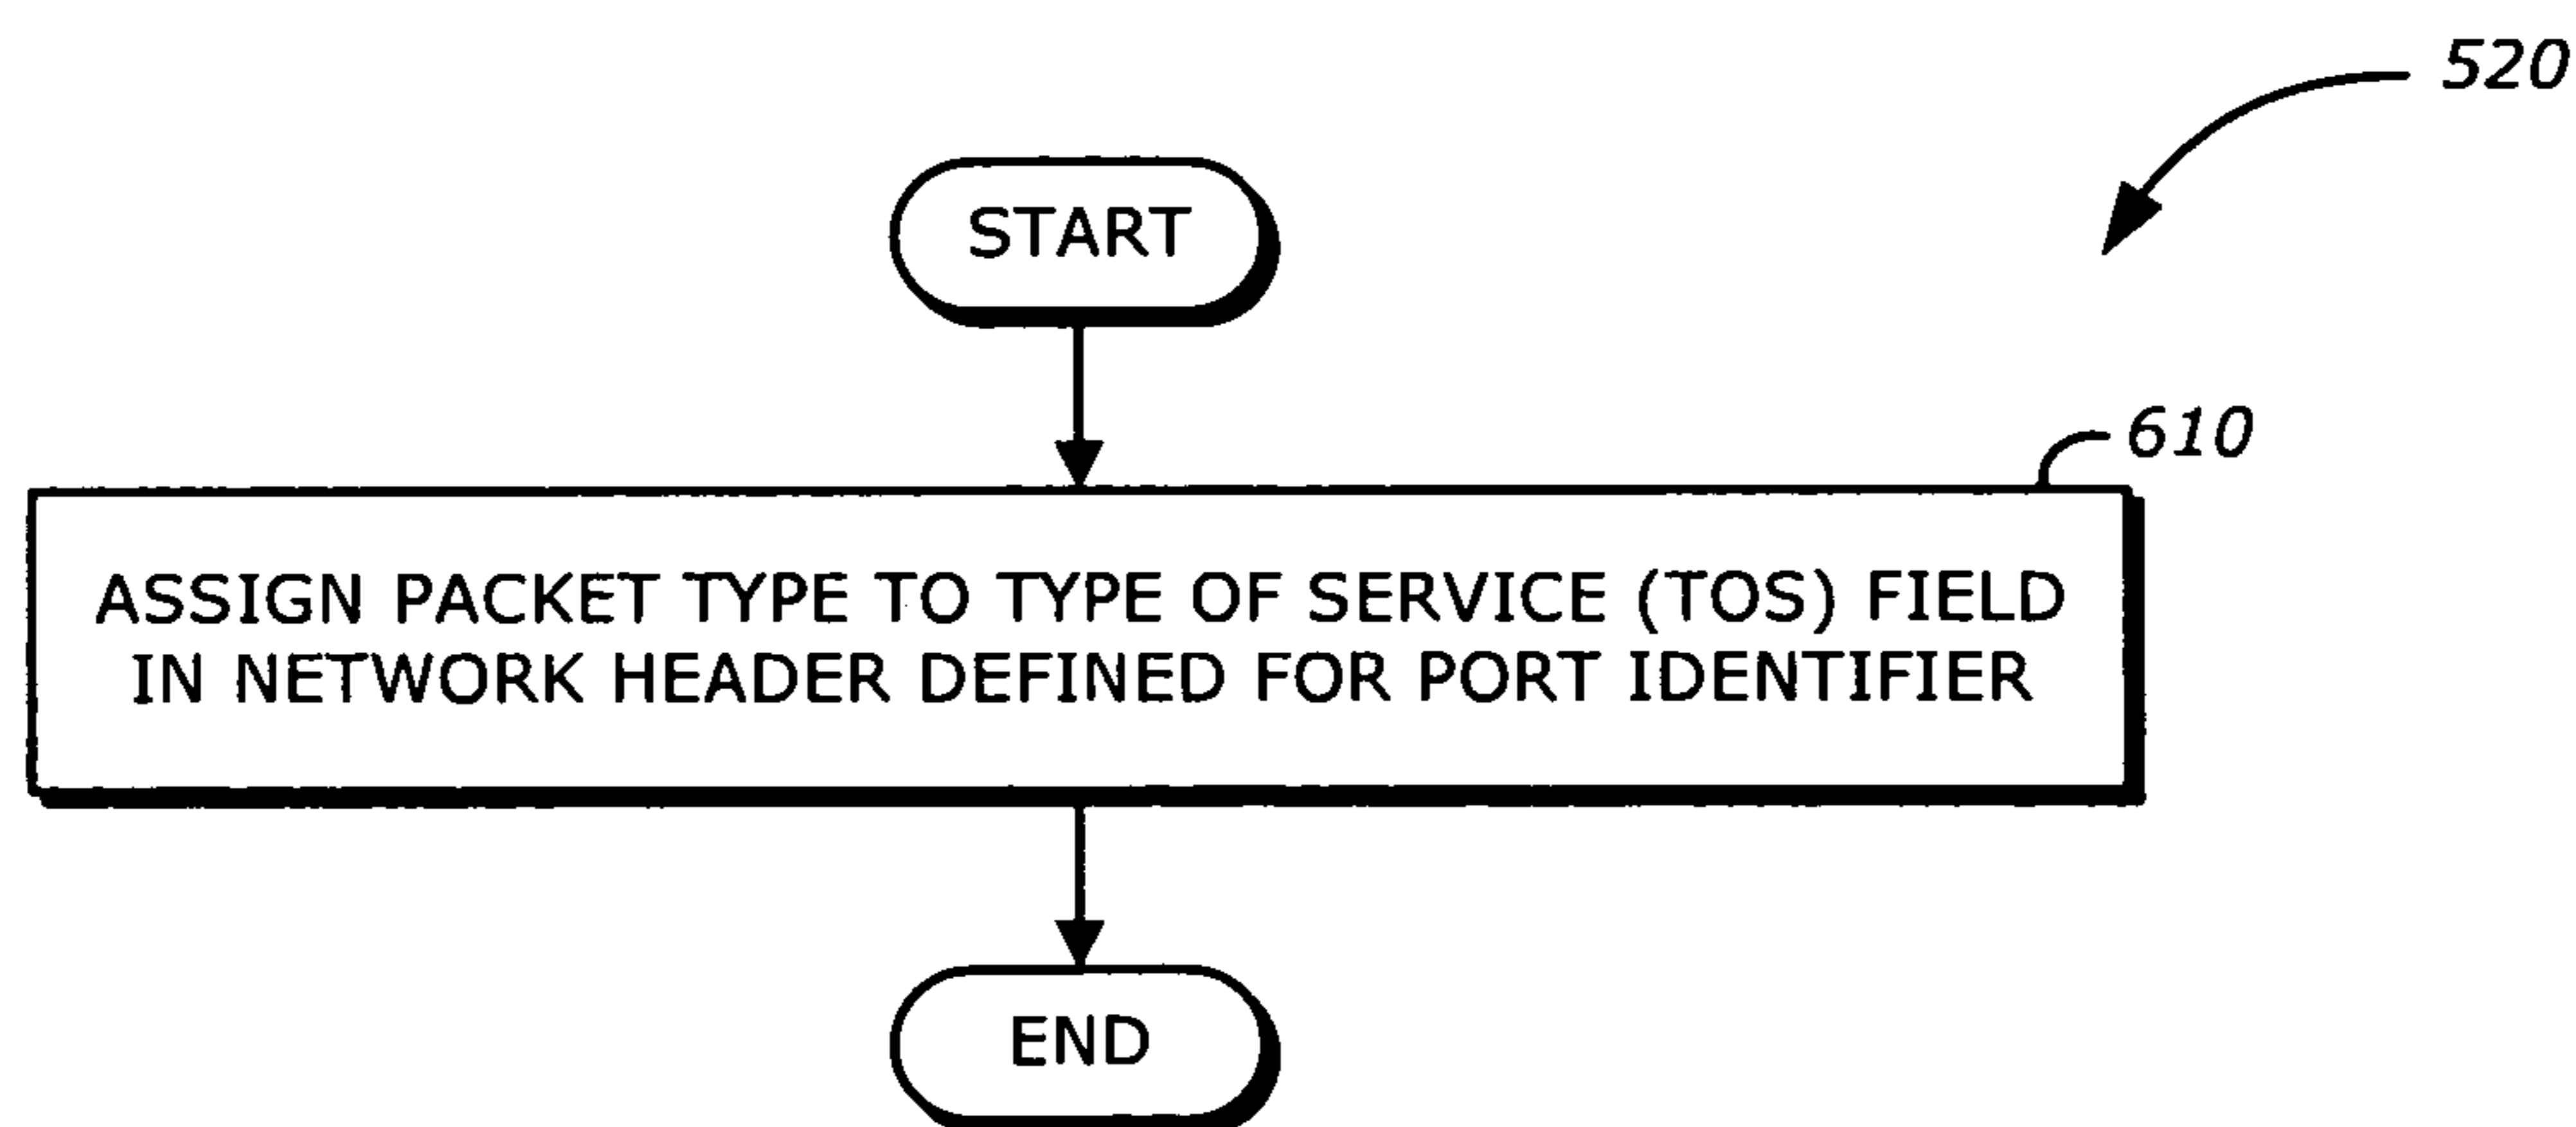 520
START
610
ASSIGN PACKET TYPE TO TYPE OF SERVICE (TOS) FIELD
IN NETWORK HEADER DEFINED FOR PORT IDENTIFIER
END